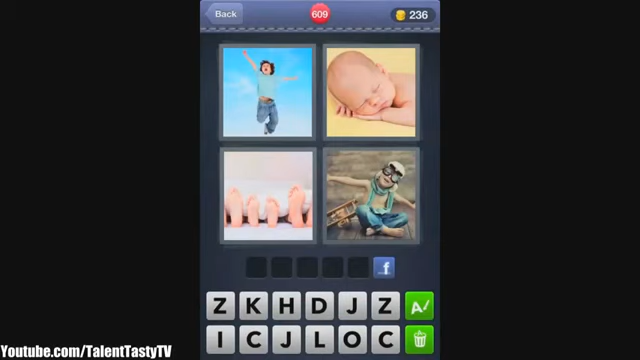 Back
609
236
f
Z K H D J Z A
I C J L O C
Youtube.com/TalentTastyTV